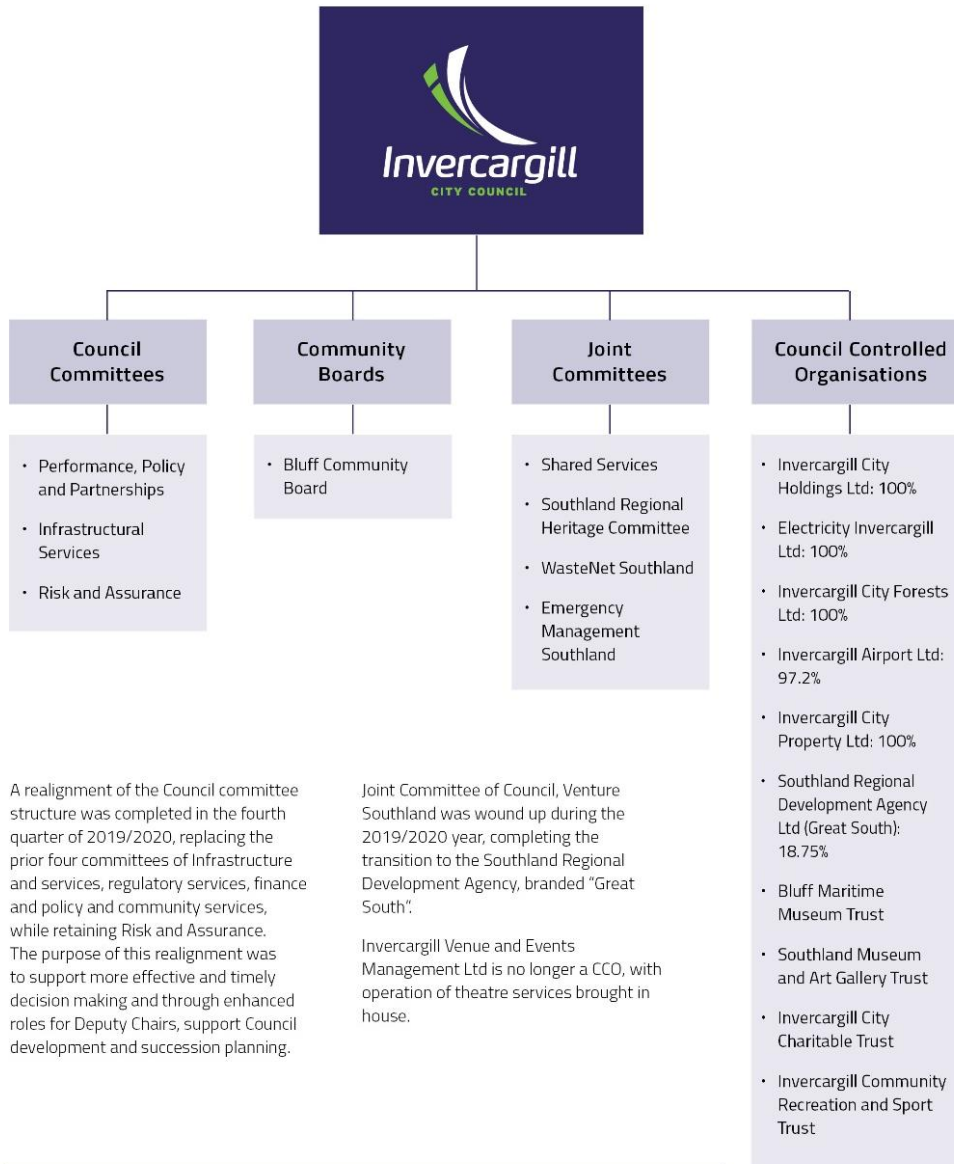 Invercargill
CITY COUNCIL
Council
Committees
• Performance, Policy
and Partnerships
• Infrastructural
Services
• Risk and Assurance
Community
Boards
• Bluff Community
Board
Joint
Committees
• Shared Services
• Southland Regional
Heritage Committee
• WasteNet Southland
• Emergency
Management
Southland
Council Controlled
Organisations
• Invercargill City
Holdings Ltd: 100%
• Electricity Invercargill
Ltd: 100%
• Invercargill City Forests
Ltd: 100%
• Invercargill Airport Ltd:
97.2%
• Invercargill City
Property Ltd: 100%
• Southland Regional
Development Agency
Ltd (Great South):
18.75%
• Bluff Maritime
Museum Trust
• Southland Museum
and Art Gallery Trust
• Invercargill City
Charitable Trust
• Invercargill Community
Recreation and Sport
Trust
A realignment of the Council committee
structure was completed in the fourth
quarter of 2019/2020, replacing the
prior four committees of Infrastructure
and services, regulatory services, finance
and policy and community services,
while retaining Risk and Assurance.
The purpose of this realignment was
to support more effective and timely
decision making and through enhanced
roles for Deputy Chairs, support Council
development and succession planning.
Joint Committee of Council, Venture
Southland was wound up during the
2019/2020 year, completing the
transition to the Southland Regional
Development Agency, branded “Great
South”.
Invercargill Venue and Events
Management Ltd is no longer a CCO, with
operation of theatre services brought in
house.